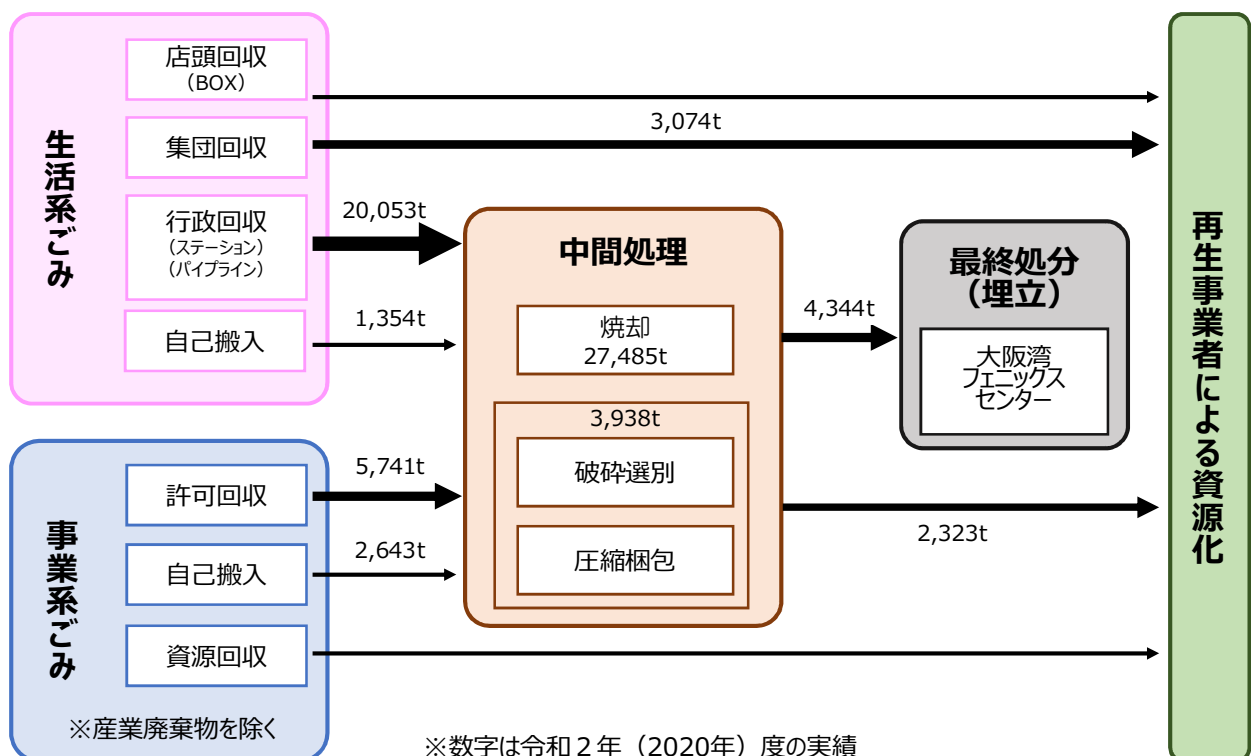 生活系ごみ
店頭回収
（BOX）
集団回収
行政回収
（ステーション）
（パイプライン）
自己搬入
3,074t
20,053t
1,354t
中間処理
焼却
27,485t
3,938t
破砕選別
圧縮梱包
4,344t
最終処分
（埋立）
大阪湾
フェニックス
センター
2,323t
再生事業者による資源化
事業系ごみ
許可回収
自己搬入
資源回収
5,741t
2,643t
※産業廃棄物を除く
※数字は令和２年（2020年）度の実績